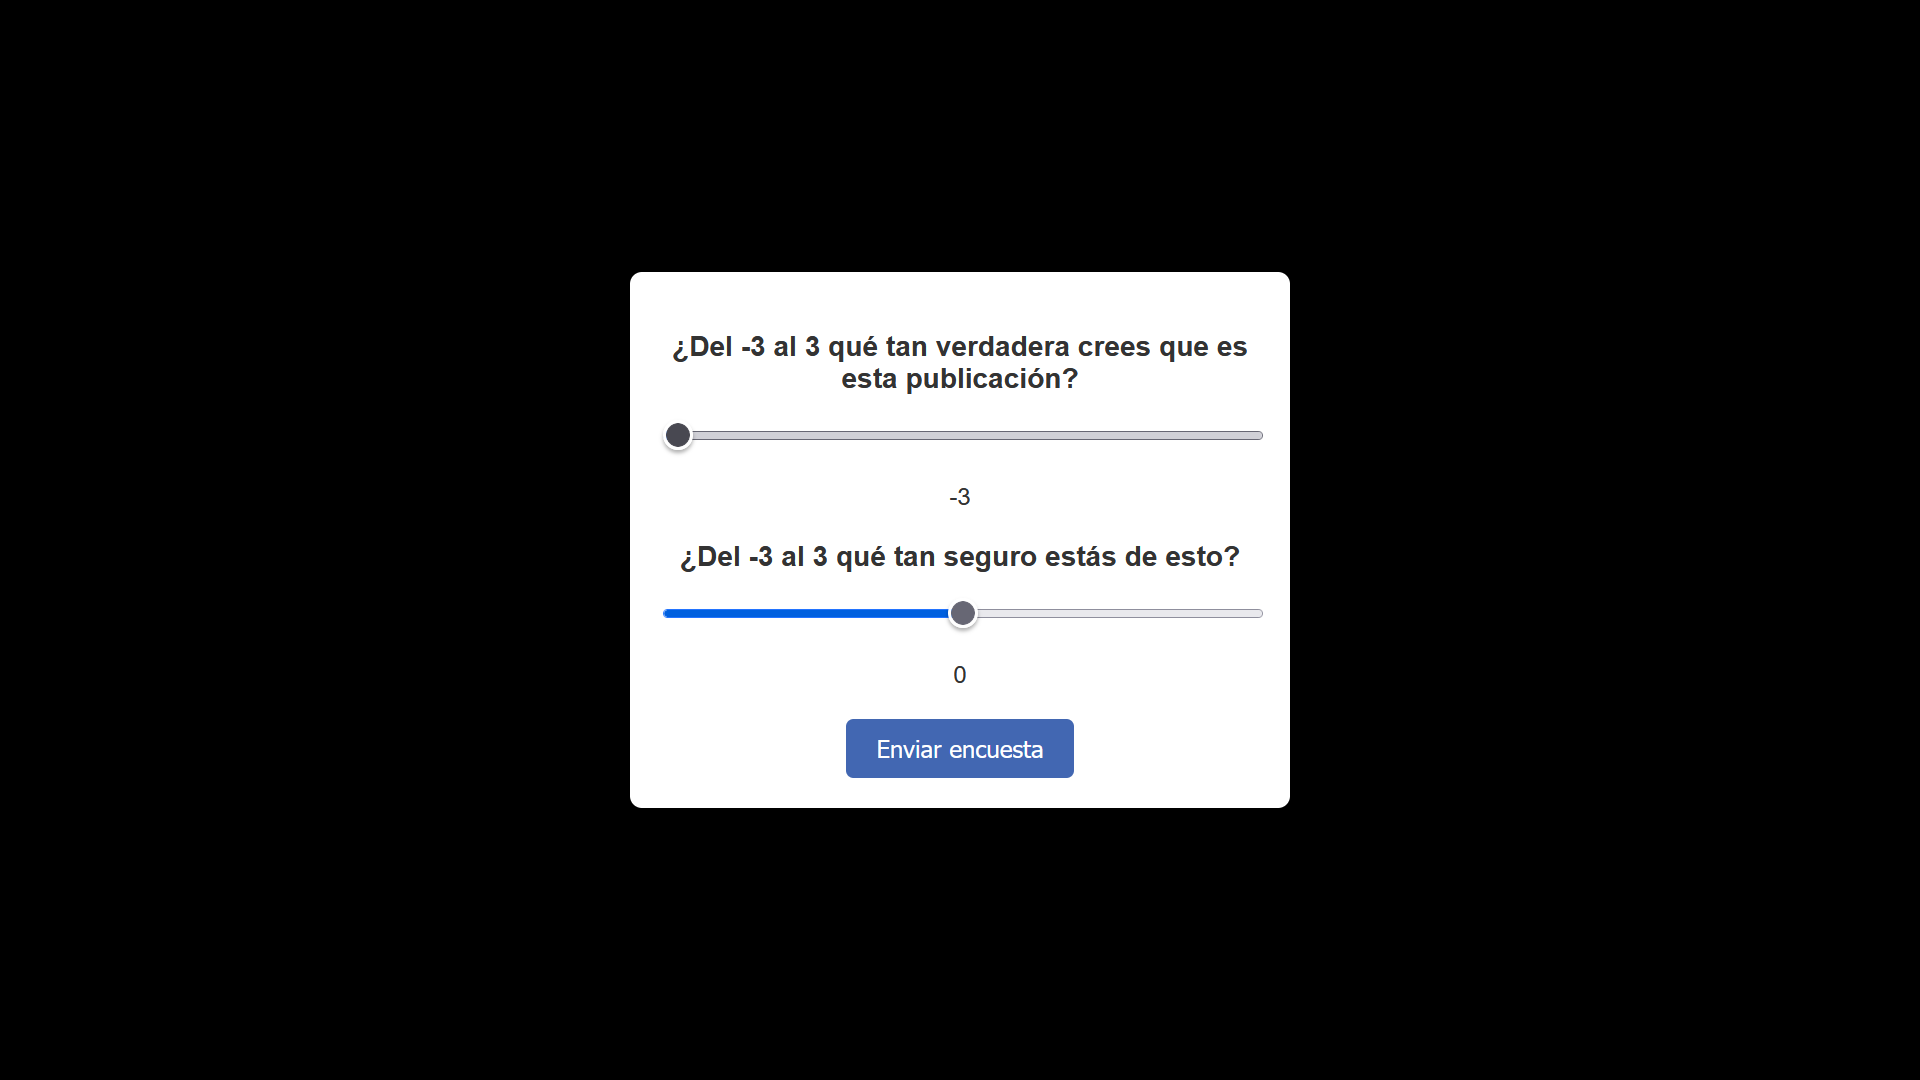 ¿Del -3 al 3 qué tan verdadera crees que es
esta publicación?
-3
¿Del -3 al 3 qué tan seguro estás de esto?
0
Enviar encuesta